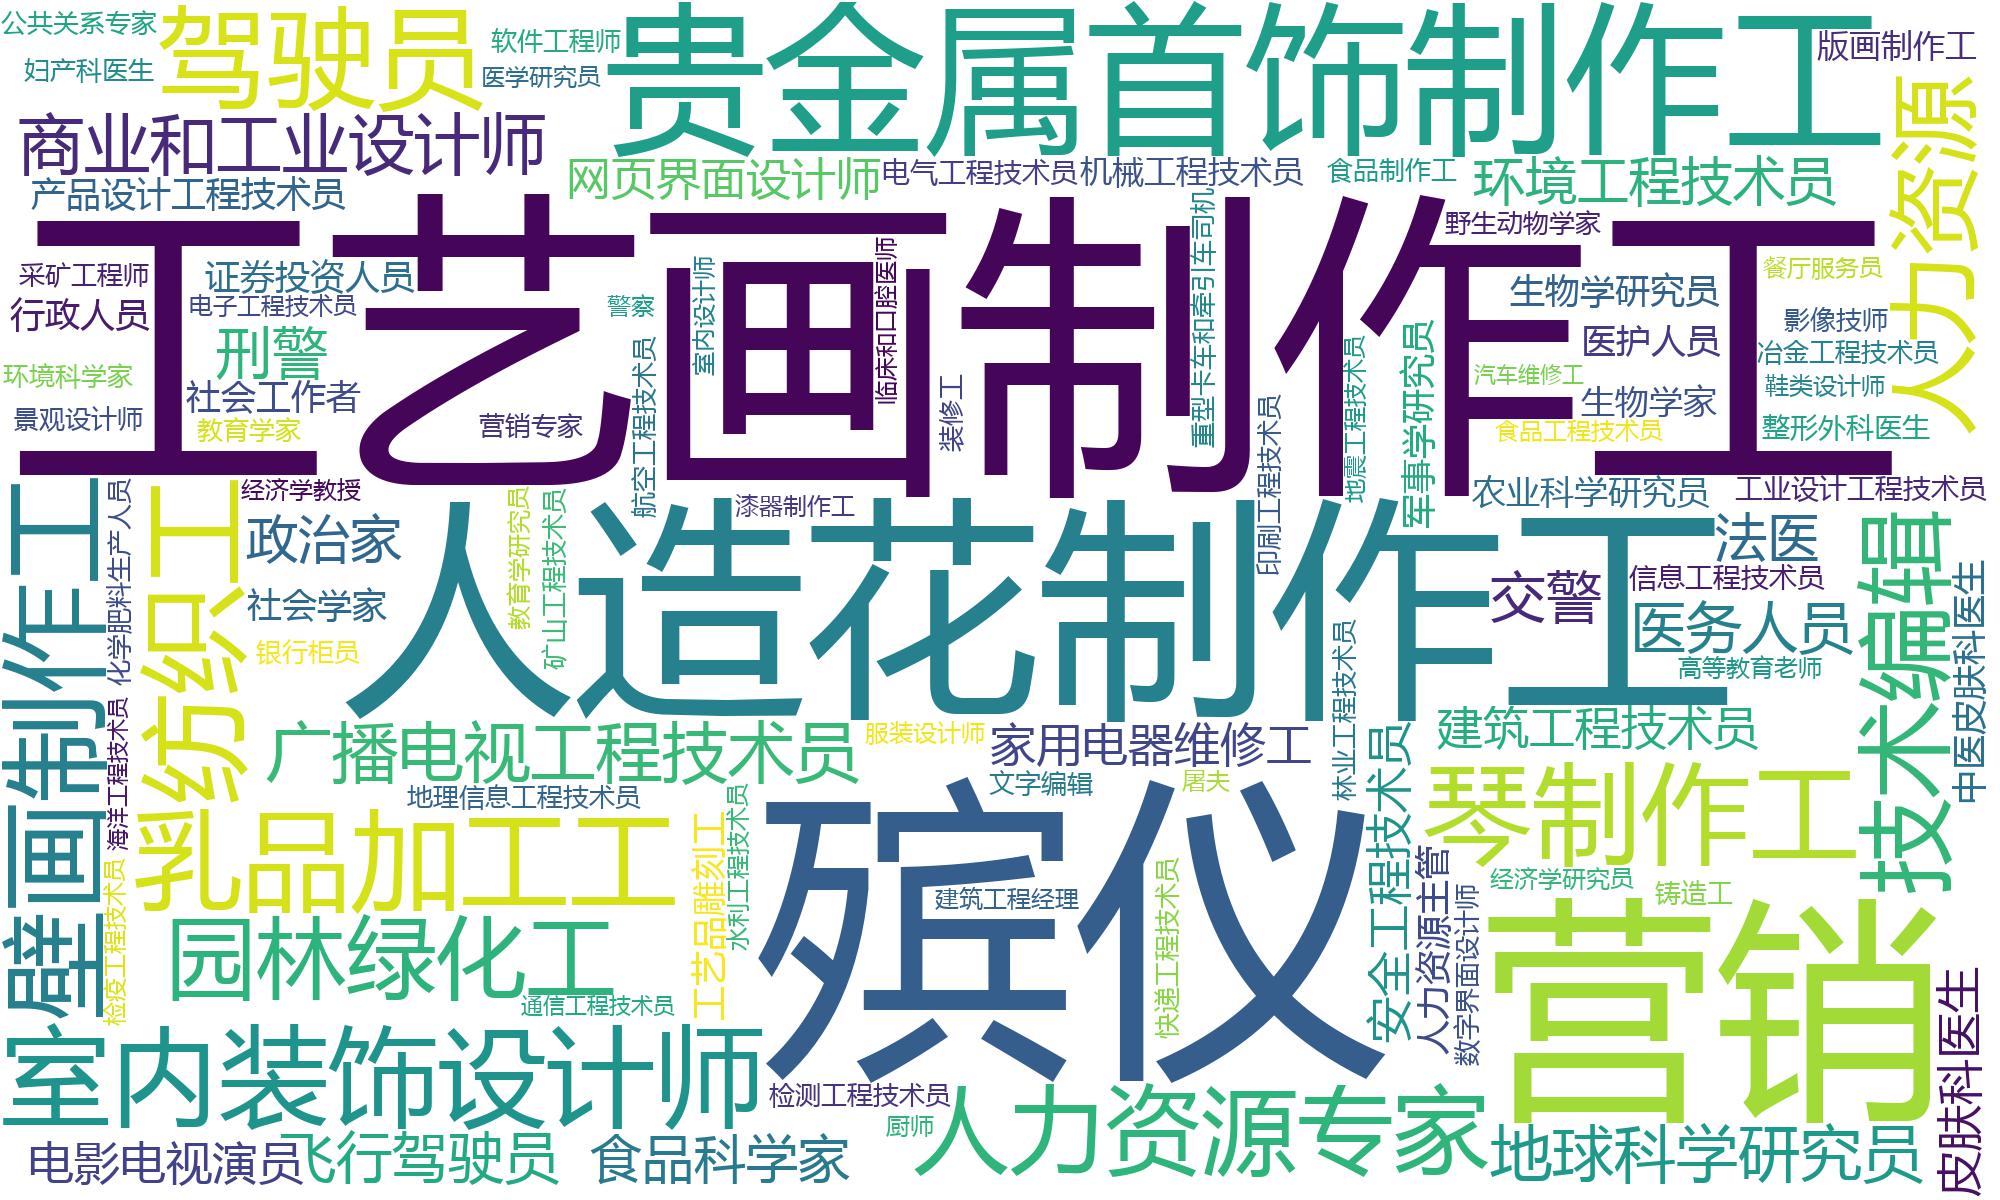 公共关系专家
驾驶员
软件工程师
贵金属首饰制作工
版画制作工
妇产科医生
医学研究员
人力资源
商业和工业设计师
网页界面设计师
电气工程技术员
机械工程技术员
食品制作工
环境工程技术员
产品设计工程技术员
工艺画制作工
重型卡车和牵引车司机
野生动物学家
采矿工程师
证券投资人员
室内设计师
临床和口腔医师
生物学研究员
餐厅服务员
行政人员
电子工程技术员
警察
影像技师
刑警
航空工程技术员
地震工程技术员
军事学研究员
医护人员
冶金工程技术员
环境科学家
社会工作者
装修工
汽车维修工
鞋类设计师
景观设计师
教育学家
营销专家
印刷工程技术员
生物学家
食品工程技术员
整形外科医生
壁画制作工
化学肥料生产人员
纺织工
经济学教授
教育学研究员
矿山工程技术员
漆器制作工
农业科学研究员
工业设计工程技术员
政治家
人造花制作工
法医
技术编辑
社会学家
交警
信息工程技术员
中医皮肤科医生
银行柜员
医务人员
林业工程技术员
高等教育老师
海洋工程技术员
广播电视工程技术员
服装设计师
家用电器维修工
安全工程技术员
建筑工程技术员
地理信息工程技术员
文字编辑
屠夫
琴制作工
乳品加工工
工艺品雕刻工
水利工程技术员
殡仪
检疫工程技术员
建筑工程经理
快递工程技术员
人力资源主管
数字界面设计师
经济学研究员
铸造工
园林绿化工
营销
通信工程技术员
皮肤科医生
室内装饰设计师
检测工程技术员
厨师
人力资源专家
地球科学研究员
电影电视演员
飞行驾驶员
食品科学家